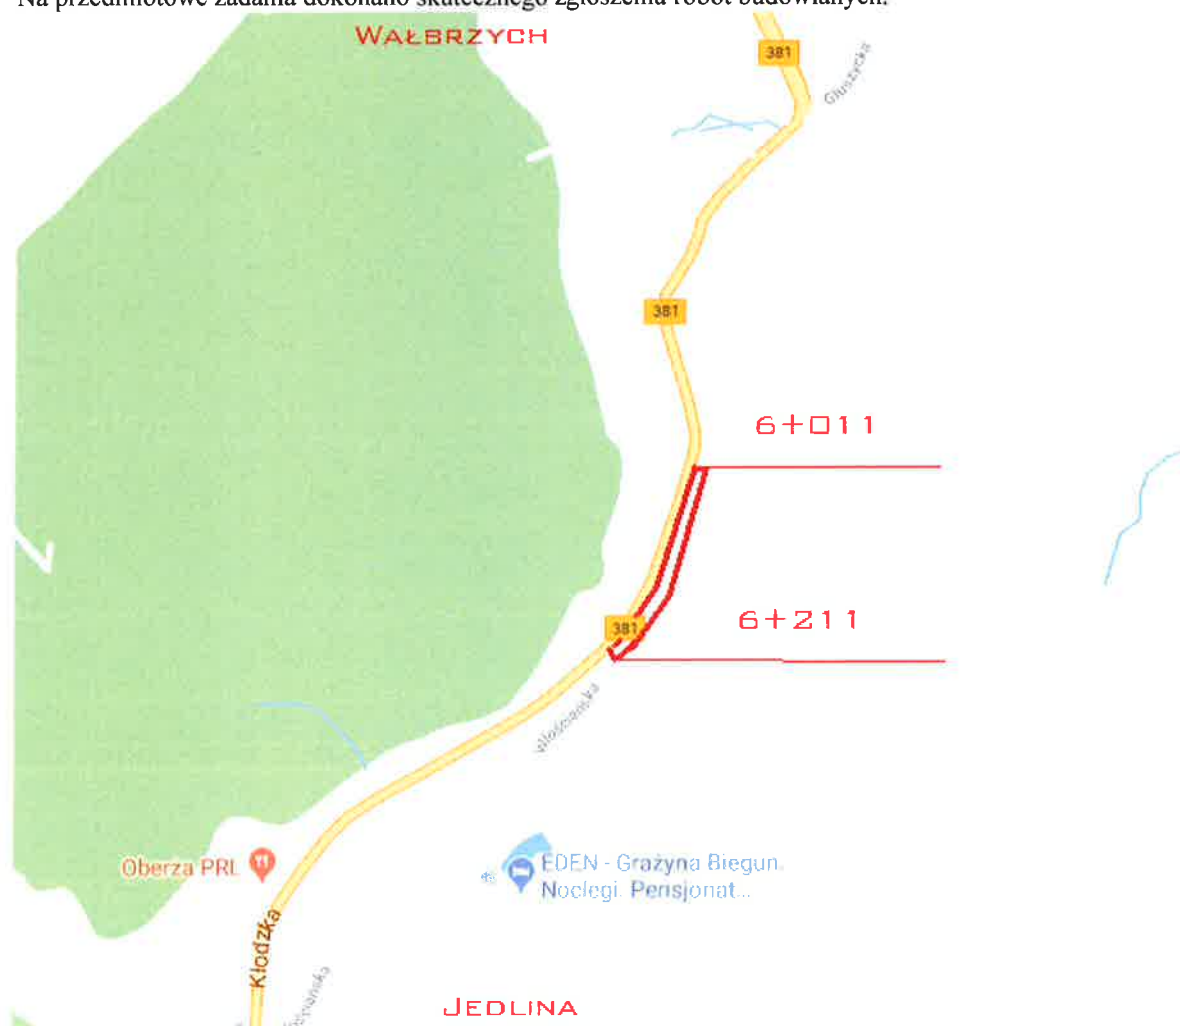 Na przedmiotowe zadania dokonano skutecznego zgłoszenia robót budowlanych.
WAŁBRZYCH
381
Głuszycka
381
6+011
6+211
381
Włościańska
Oberża PRL
EDEN - Grażyna Biegun.
Noclegi. Pensjonat...
Kłodzka
JEDLINA